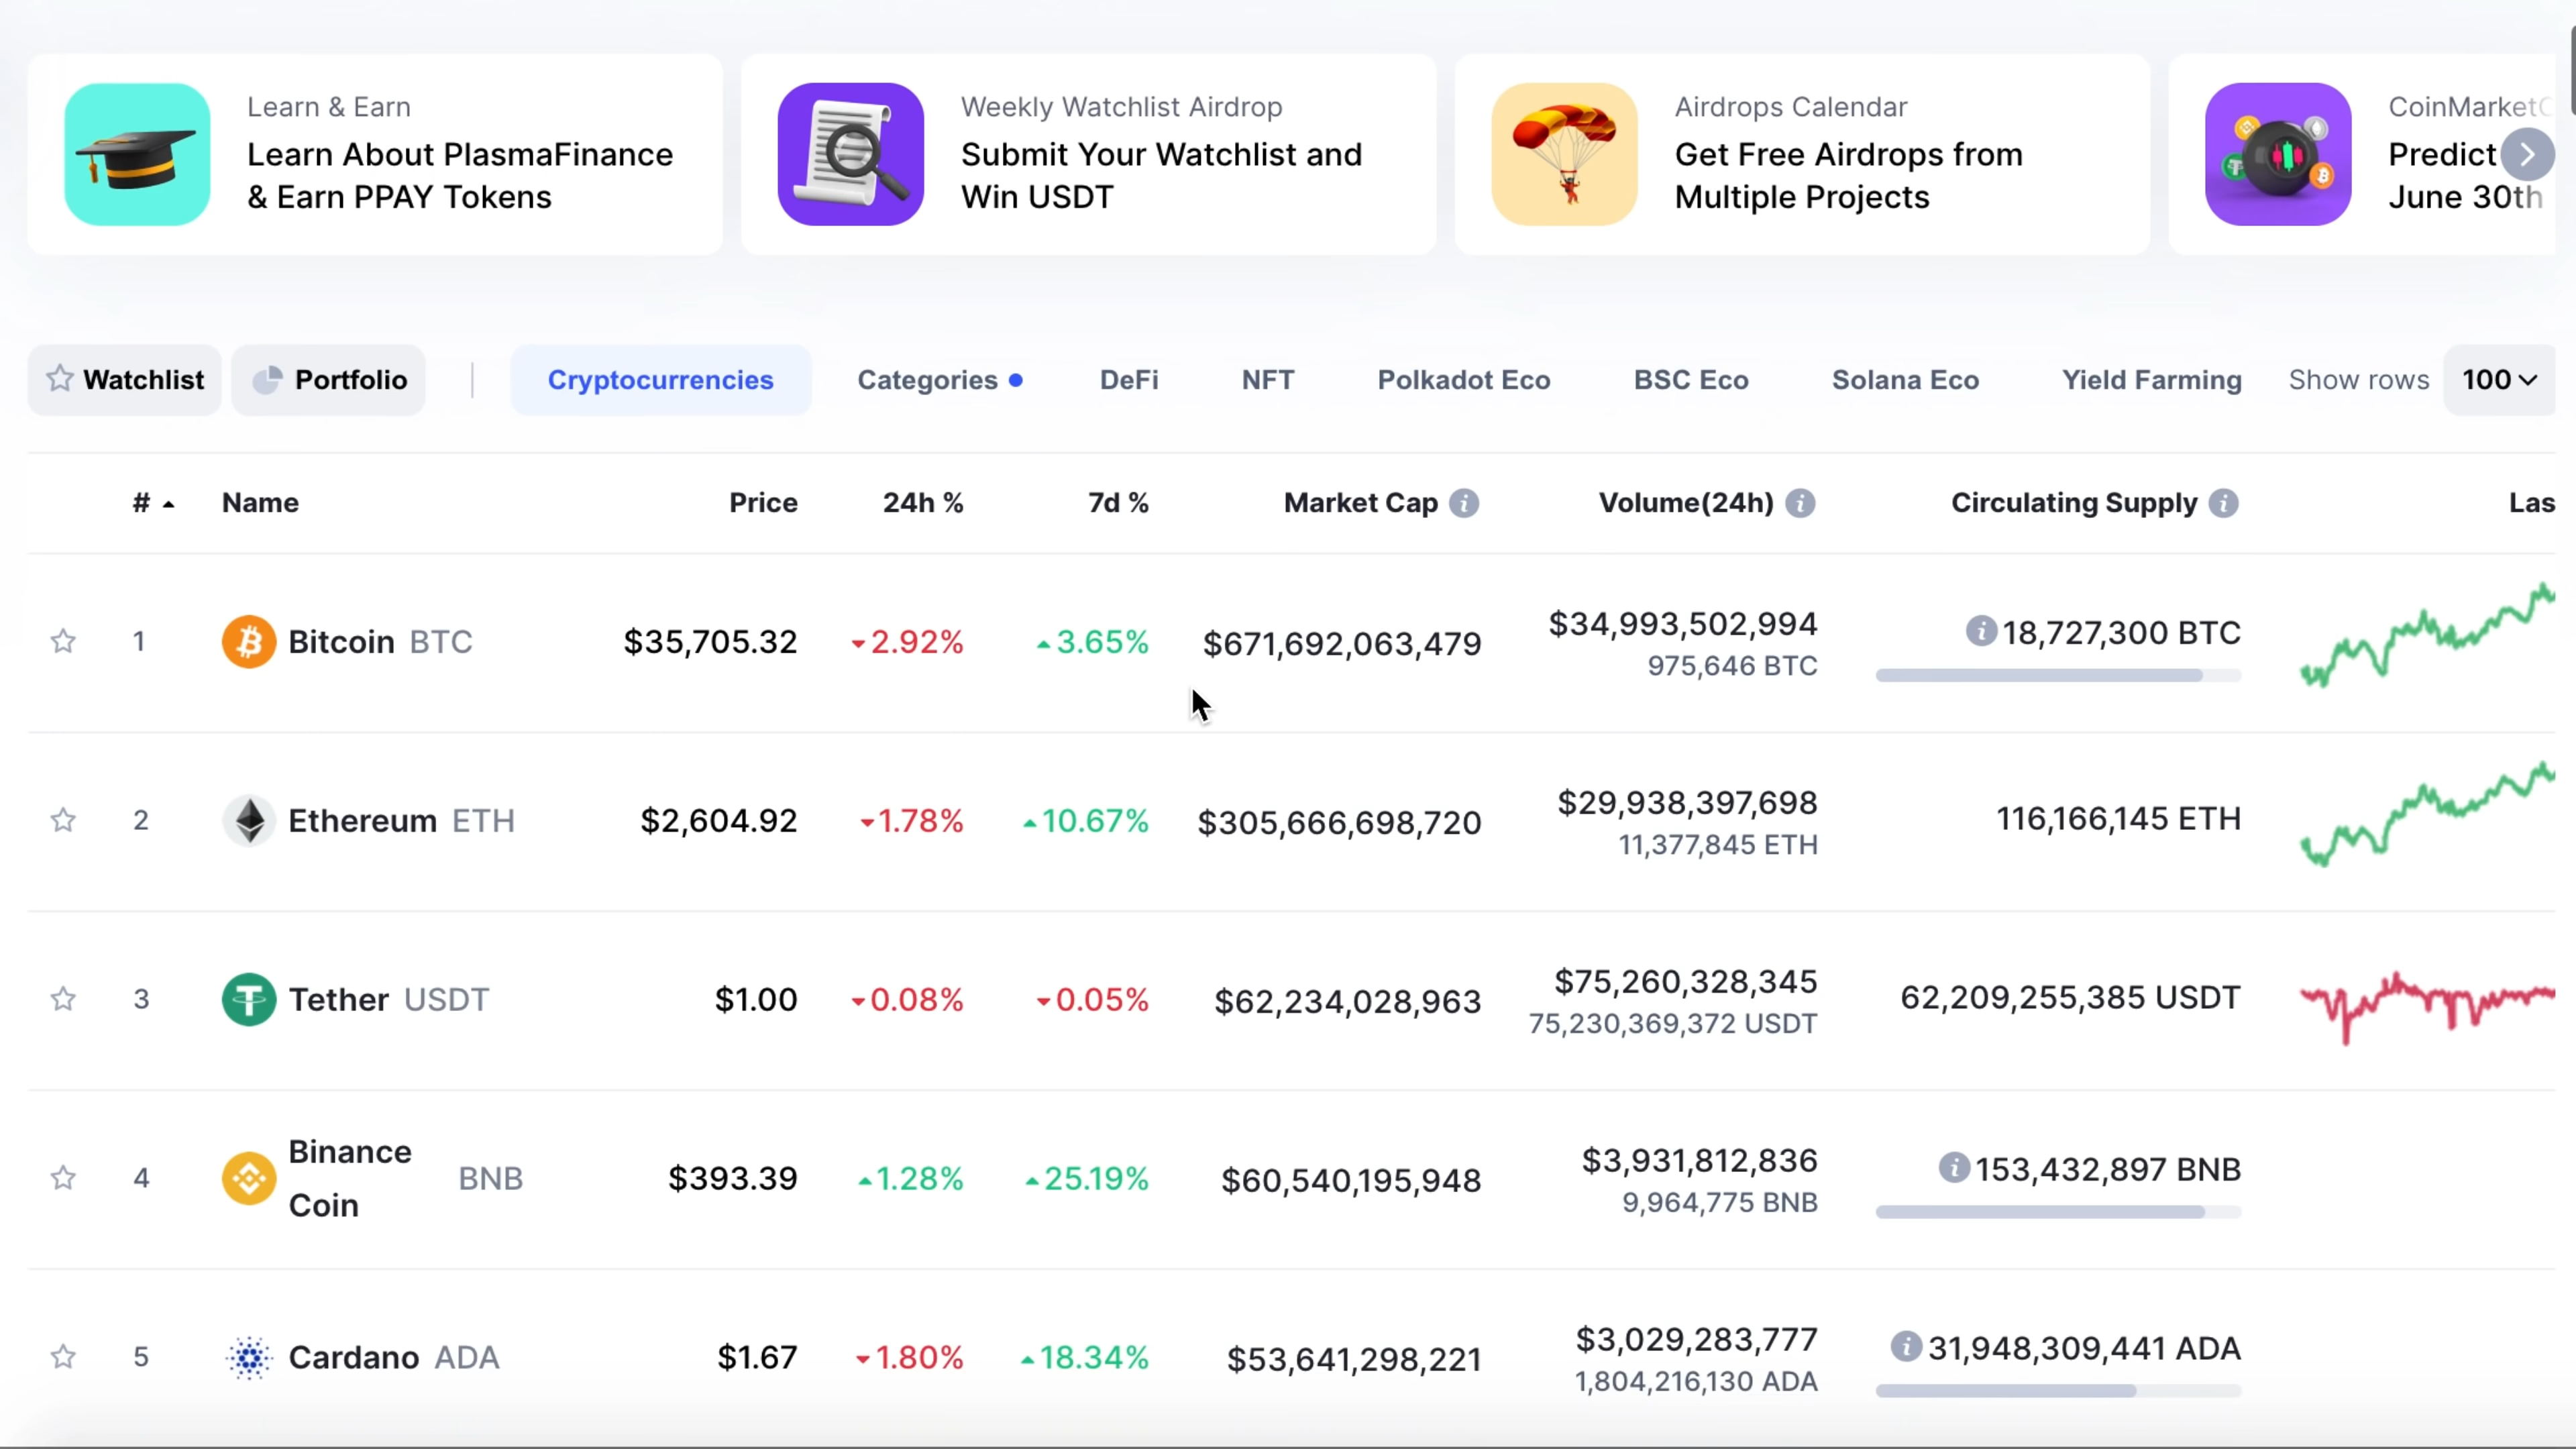 Learn & Earn
Learn About PlasmaFinance
& Earn PPAY Tokens
Weekly Watchlist Airdrop
Submit Your Watchlist and
Win USDT
Airdrops Calendar
Get Free Airdrops from
Multiple Projects
CoinMarketC
Predict
June 30th
Watchlist Portfolio Cryptocurrencies Categories DeFi NFT Polkadot Eco BSC Eco Solana Eco Yield Farming Show rows 100
# Name Price 24h % 7d % Market Cap Volume(24h) Circulating Supply Las
1 Bitcoin BTC $35,705.32 2.92% 3.65% $671,692,063,479 $34,993,502,994 18,727,300 BTC
975,646 BTC
2 Ethereum ETH $2,604.92 1.78% 10.67% $305,666,698,720 $29,938,397,698 116,166,145 ETH
11,377,845 ETH
3 Tether USDT $1.00 0.08% 0.05% $62,234,028,963 $75,260,328,345 62,209,255,385 USDT
75,230,369,372 USDT
4 Binance Coin BNB $393.39 1.28% 25.19% $60,540,195,948 $3,931,812,836 153,432,897 BNB
9,964,775 BNB
5 Cardano ADA $1.67 1.80% 18.34% $53,641,298,221 $3,029,283,777 31,948,309,441 ADA
1,804,216,130 ADA